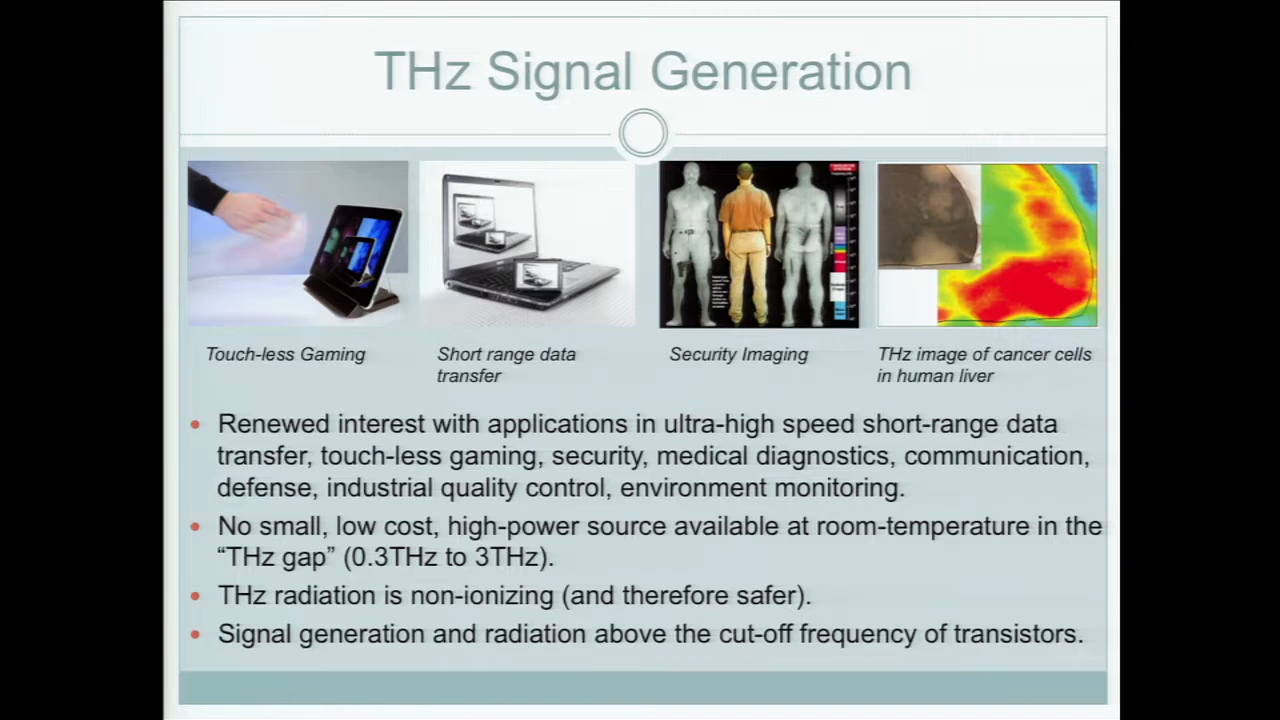 THz Signal Generation
Touch-less Gaming
Short range data
transfer
Security Imaging
THz image of cancer cells
in human liver
• Renewed interest with applications in ultra-high speed short-range data
transfer, touch-less gaming, security, medical diagnostics, communication,
defense, industrial quality control, environment monitoring.
• No small, low cost, high-power source available at room-temperature in the
“THz gap” (0.3THz to 3THz).
• THz radiation is non-ionizing (and therefore safer).
• Signal generation and radiation above the cut-off frequency of transistors.